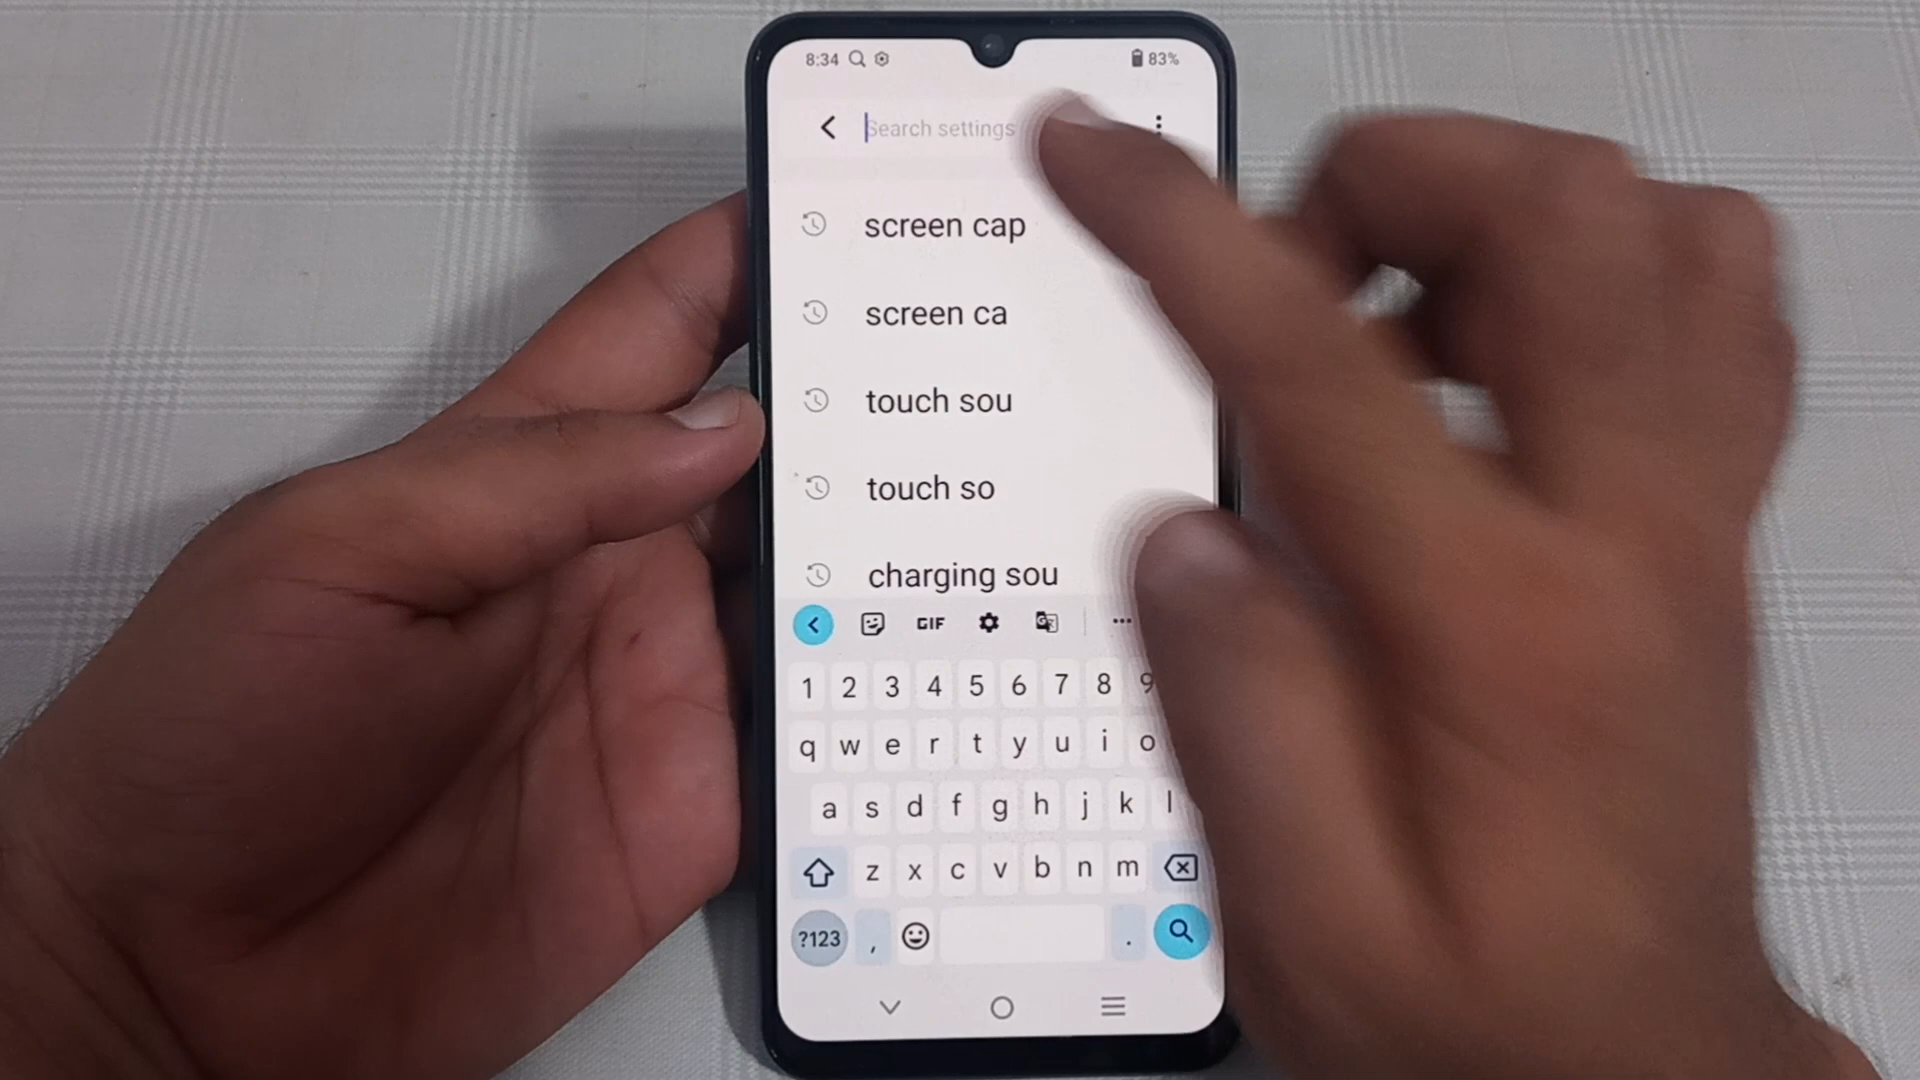 8:34 83%
Search settings
screen cap
screen ca
touch sou
touch so
charging sou
GIF
1 2 3 4 5 6 7 8 9
q w e r t y u i o
a s d f g h j k l
z x c v b n m
?123 , .